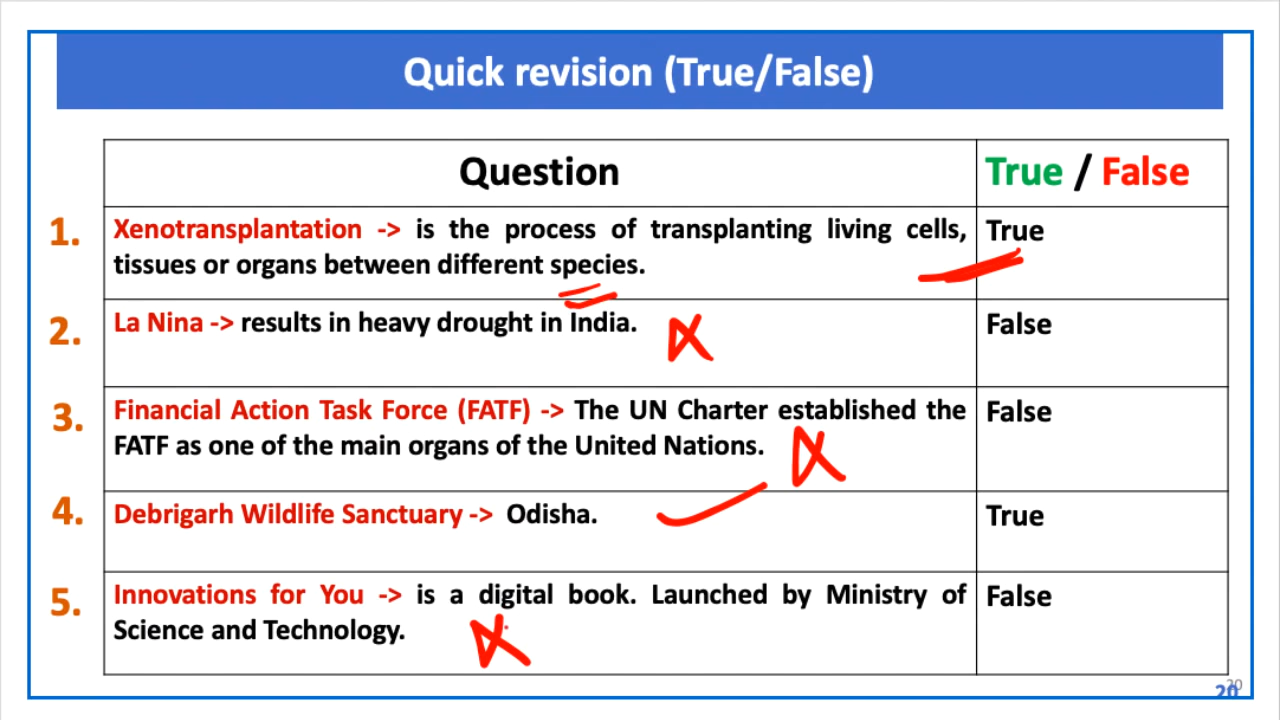 Quick revision (True/False)
Question True / False
1. Xenotransplantation -> is the process of transplanting living cells, True
tissues or organs between different species.
2. La Nina -> results in heavy drought in India. False
3. Financial Action Task Force (FATF) -> The UN Charter established the False
FATF as one of the main organs of the United Nations.
4. Debrigarh Wildlife Sanctuary -> Odisha. True
5. Innovations for You -> is a digital book. Launched by Ministry of False
Science and Technology.
20
20